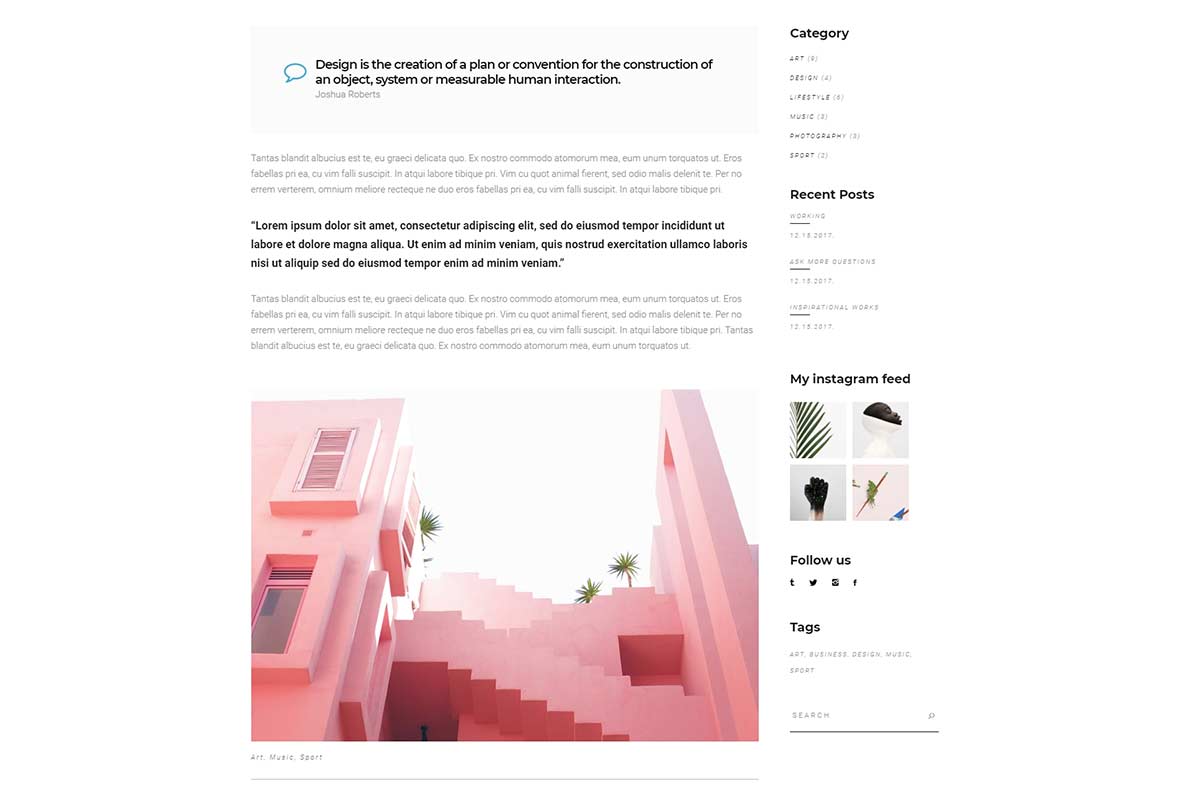 Design is the creation of a plan or convention for the construction of
an object, system or measurable human interaction.
Joshua Roberts
Tantas blandit albucius est te, eu graeci delicata quo. Ex nostro commodo atomorum mea, eum unum torquatos ut. Eros
fabellas pri ea, cu vim falli suscipit. In atqui labore tibique pri. Vim cu quot animal fierent, sed odio malis delenit te. Per no
errem verterem, omnium meliore recteque ne duo eros fabellas pri ea, cu vim falli suscipit. In atqui labore tibique pri.
“Lorem ipsum dolor sit amet, consectetur adipiscing elit, sed do eiusmod tempor incididunt ut
labore et dolore magna aliqua. Ut enim ad minim veniam, quis nostrud exercitation ullamco laboris
nisi ut aliquip sed do eiusmod tempor enim ad minim veniam.”
Tantas blandit albucius est te, eu graeci delicata quo. Ex nostro commodo atomorum mea, eum unum torquatos ut. Eros
fabellas pri ea, cu vim falli suscipit. In atqui labore tibique pri. Vim cu quot animal fierent, sed odio malis delenit te. Per no
errem verterem, omnium meliore recteque ne duo eros fabellas pri ea, cu vim falli suscipit. In atqui labore tibique pri. Tantas
blandit albucius est te, eu graeci delicata quo. Ex nostro commodo atomorum mea, eum unum torquatos ut.
Art, Music, Sport
Category
ART (9)
DESIGN (4)
LIFESTYLE (6)
MUSIC (3)
PHOTOGRAPHY (3)
SPORT (2)
Recent Posts
WORKING
12.15.2017.
ASK MORE QUESTIONS
12.15.2017.
INSPIRATIONAL WORKS
12.15.2017.
My instagram feed
Follow us
Tags
ART, BUSINESS, DESIGN, MUSIC,
SPORT
SEARCH